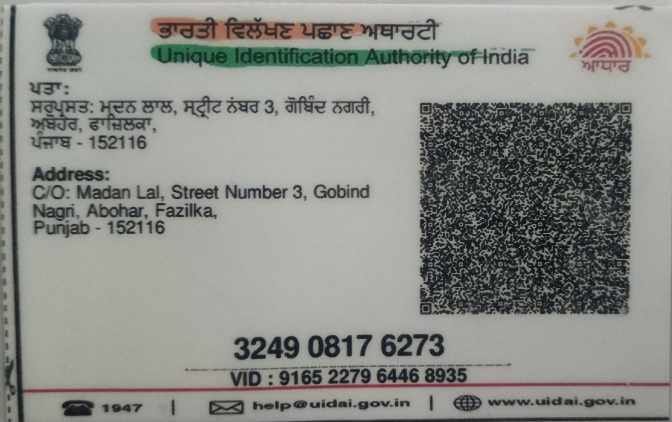 ਭਾਰਤੀ ਵਿਲੱਖਣ ਪਛਾਣ ਅਥਾਰਟੀ
Unique Identification Authority of India
ਆਧਾਰ
ਪਤਾ:
ਸਰਪ੍ਰਸਤ: ਮਦਨ ਲਾਲ, ਸਟ੍ਰੀਟ ਨੰਬਰ 3, ਗੋਬਿੰਦ ਨਗਰੀ,
ਅਬੋਹਰ, ਫਾਜ਼ਿਲਕਾ,
ਪੰਜਾਬ - 152116
Address:
C/O: Madan Lal, Street Number 3, Gobind
Nagri, Abohar, Fazilka,
Punjab - 152116
3249 0817 6273
VID : 9165 2279 6446 8935
1947 | help@uidai.gov.in | www.uidai.gov.in